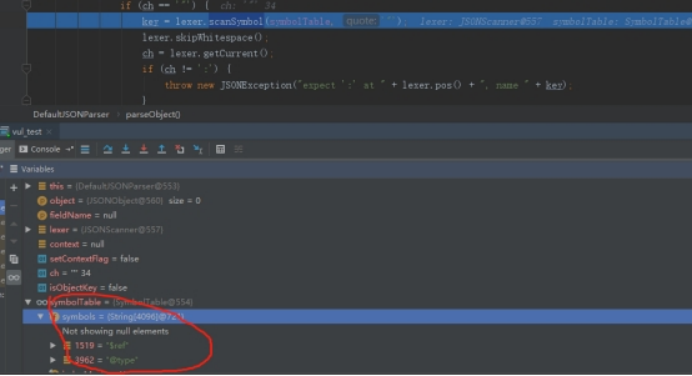 if (ch == '"') { ch: '"' 34
key = lexer.scanSymbol(symbolTable, quote: '"'); lexer: JSONScanner@557 symbolTable: SymbolTable@
lexer.skipWhitespace();
ch = lexer.getCurrent();
if (ch != ':') {
throw new JSONException("expect ':' at " + lexer.pos() + ", name " + key);
}
DefaultJSONParser › parseObject()
vul_test ×
ger Console
Variables
this = {DefaultJSONParser@553}
object = {JSONObject@560} size = 0
fieldName = null
lexer = {JSONScanner@557}
context = null
setContextFlag = false
ch = '"' 34
isObjectKey = false
symbolTable = {SymbolTable@554}
symbols = {String[4096]@72
Not showing null elements
1519 = "$ref"
3962 = "@type"